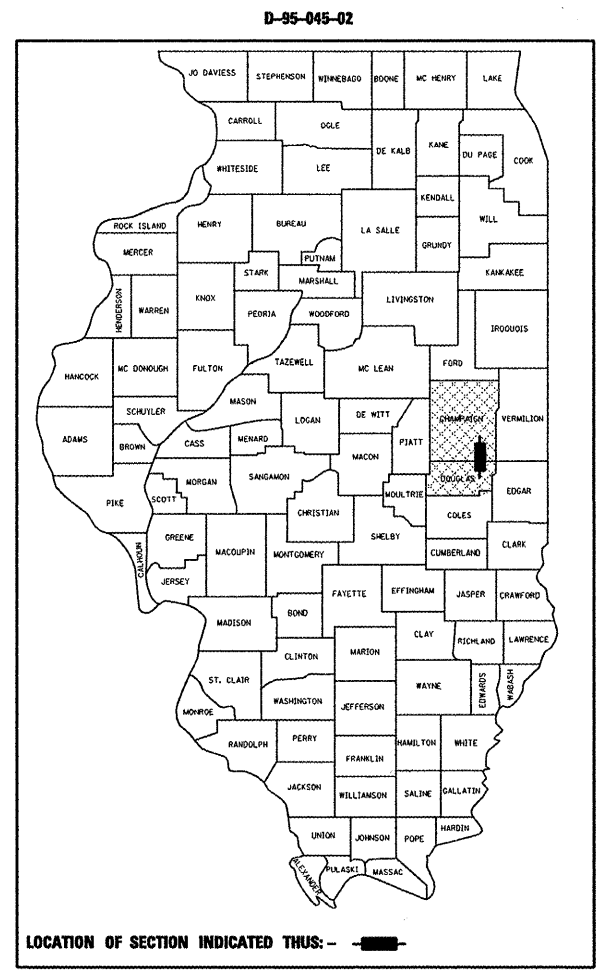 D-95-045-02
JO DAVIESS
STEPHENSON
WINNEBAGO
BOONE
MC HENRY
LAKE
CARROLL
OGLE
DE KALB
KANE
DU PAGE
COOK
WHITESIDE
LEE
KENDALL
WILL
ROCK ISLAND
HENRY
BUREAU
LA SALLE
GRUNDY
MERCER
PUTNAM
STARK
MARSHALL
KANKAKEE
HENDERSON
WARREN
KNOX
PEORIA
WOODFORD
LIVINGSTON
IROQUOIS
HANCOCK
MC DONOUGH
FULTON
TAZEWELL
MC LEAN
FORD
MASON
SCHUYLER
LOGAN
DE WITT
CHAMPAIGN
VERMILION
ADAMS
BROWN
CASS
MENARD
PIATT
MACON
PIKE
SCOTT
MORGAN
SANGAMON
MOULTRIE
DOUGLAS
EDGAR
CHRISTIAN
COLES
CALHOUN
GREENE
MACOUPIN
MONTGOMERY
SHELBY
CUMBERLAND
CLARK
JERSEY
FAYETTE
EFFINGHAM
JASPER
CRAWFORD
MADISON
BOND
CLAY
RICHLAND
LAWRENCE
CLINTON
MARION
ST. CLAIR
WAYNE
EDWARDS
WABASH
WASHINGTON
JEFFERSON
MONROE
RANDOLPH
PERRY
HAMILTON
WHITE
FRANKLIN
JACKSON
WILLIAMSON
SALINE
GALLATIN
UNION
JOHNSON
POPE
HARDIN
ALEXANDER
PULASKI
MASSAC
LOCATION OF SECTION INDICATED THUS: -